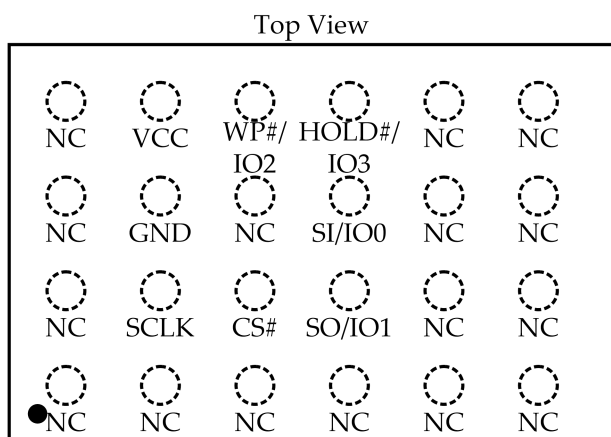 Top View
NC VCC WP#/ HOLD#/ NC NC
IO2 IO3
NC GND NC SI/IO0 NC NC
NC SCLK CS# SO/IO1 NC NC
NC NC NC NC NC NC